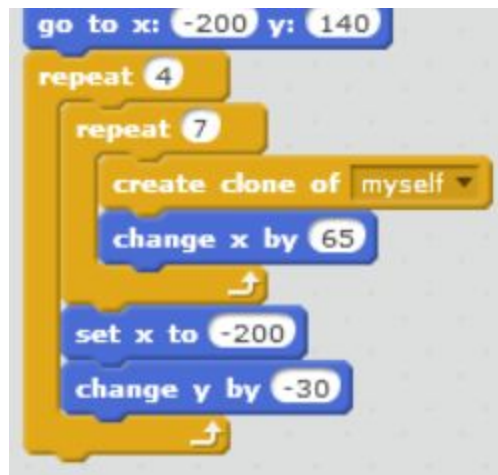 go to x: -200 y: 140
repeat 4
repeat 7
create clone of myself
change x by 65
set x to -200
change y by -30